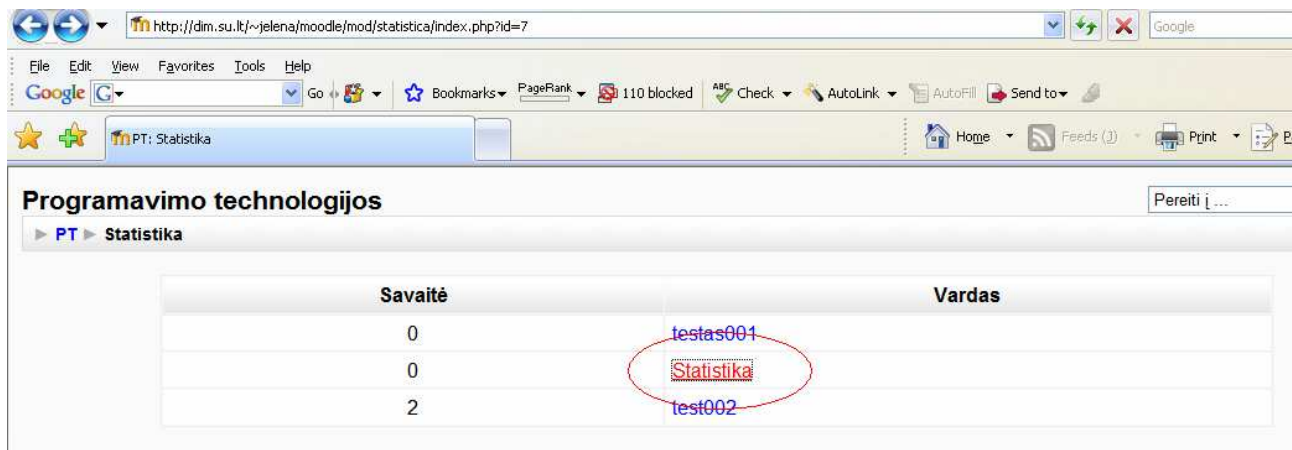 http://dim.su.lt/~jelena/moodle/mod/statistica/index.php?id=7 Google
File Edit View Favorites Tools Help
Google G Go Bookmarks PageRank 110 blocked ABC Check AutoLink AutoFill Send to
PT: Statistika Home Feeds (J) Print
Programavimo technologijos Pereiti į ...
PT Statistika
Savaitė Vardas
0 testas001
0 Statistika
2 test002